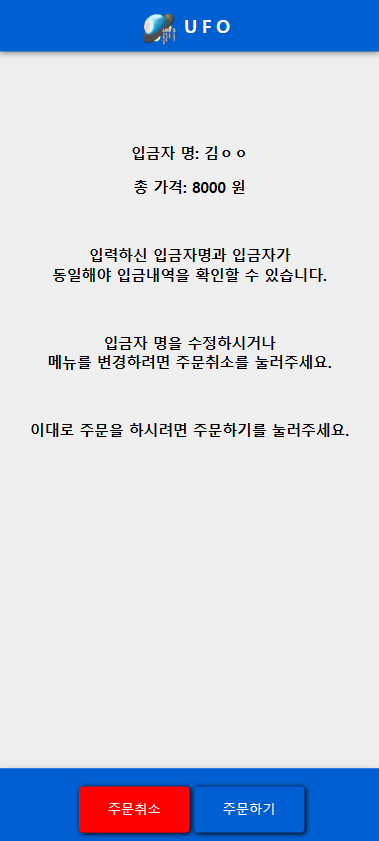 UFO
입금자 명: 김ㅇㅇ
총 가격: 8000 원
입력하신 입금자명과 입금자가
동일해야 입금내역을 확인할 수 있습니다.
입금자 명을 수정하시거나
메뉴를 변경하려면 주문취소를 눌러주세요.
이대로 주문을 하시려면 주문하기를 눌러주세요.
주문취소 주문하기